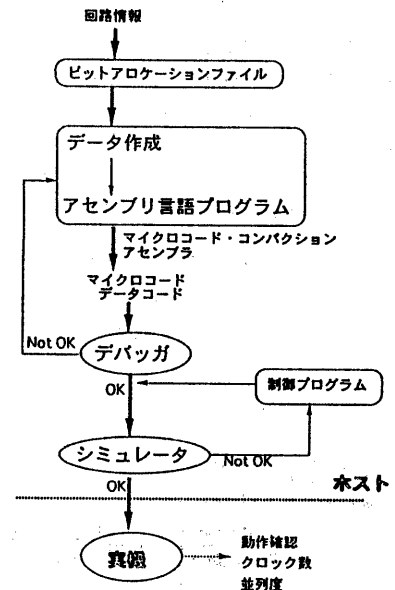 回路情報
ビットアロケーションファイル
データ作成
アセンブリ言語プログラム
マイクロコード・コンパクション
アセンブラ
マイクロコード
データコード
Not OK
デバッガ
OK
制御プログラム
シミュレータ
Not OK
ホスト
OK
動作確認
クロック数
並列度